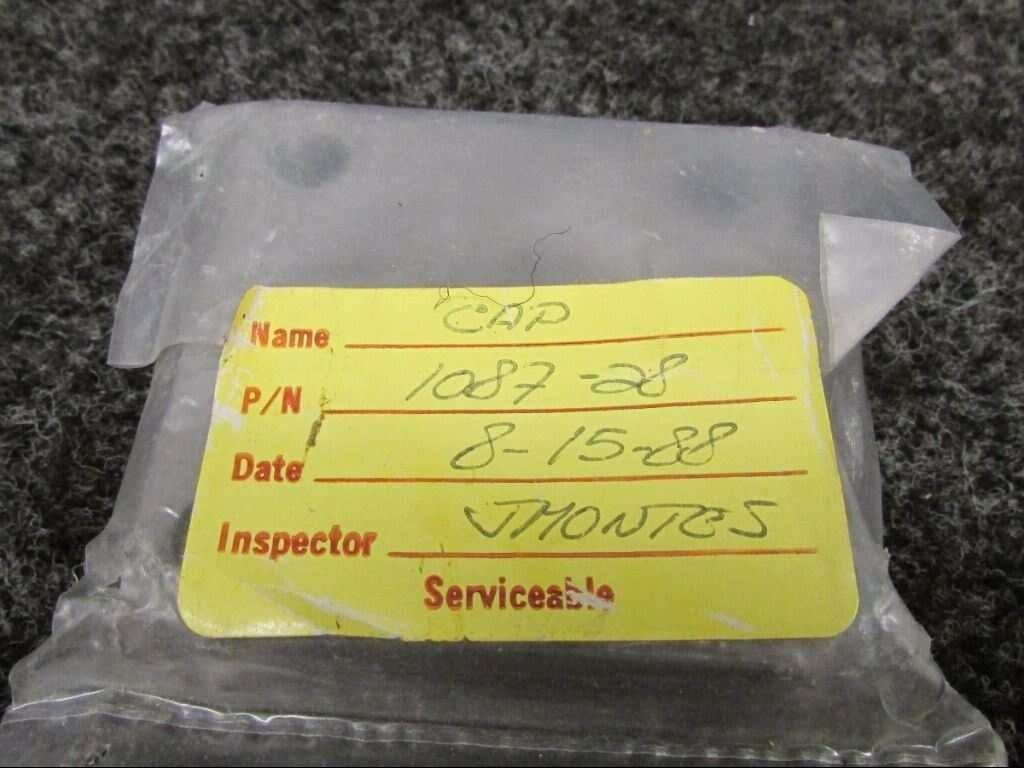 Name CAP
P/N 1087-28
Date 8-15-88
Inspector JMONTES
Serviceable